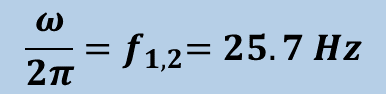 ω/2π = f1,2 = 25.7 Hz